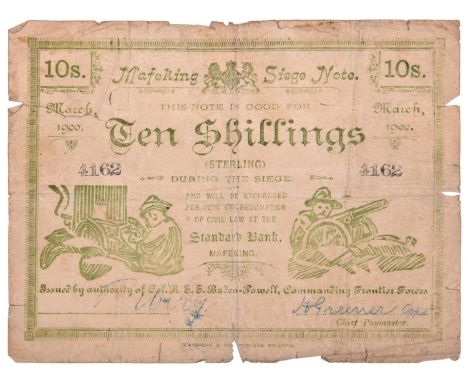 10s. Mafeking Siege Note. 10s.
March, 1900. THIS NOTE IS GOOD FOR March, 1900.
Ten Shillings
(STERLING)
4162 4162
DURING THE SIEGE
AND WILL BE EXCHANGED
FOR COIN ON RESUMPTION
OF CIVIL LAW AT THE
Standard Bank,
MAFEKING.
Issued by authority of Col. R. S. S. Baden-Powell, Commanding Frontier Forces
H Greener Capt
Chief Paymaster.